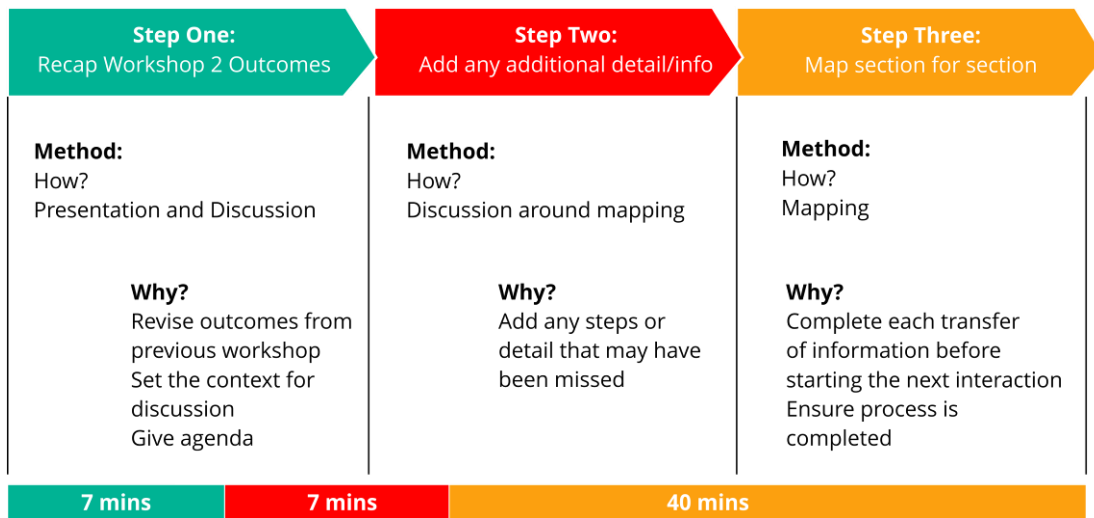 Step One:
Recap Workshop 2 Outcomes
Step Two:
Add any additional detail/info
Step Three:
Map section for section
Method:
How?
Presentation and Discussion
Why?
Revise outcomes from
previous workshop
Set the context for
discussion
Give agenda
Method:
How?
Discussion around mapping
Why?
Add any steps or
detail that may have
been missed
Method:
How?
Mapping
Why?
Complete each transfer
of information before
starting the next interaction
Ensure process is
completed
7 mins
7 mins
40 mins